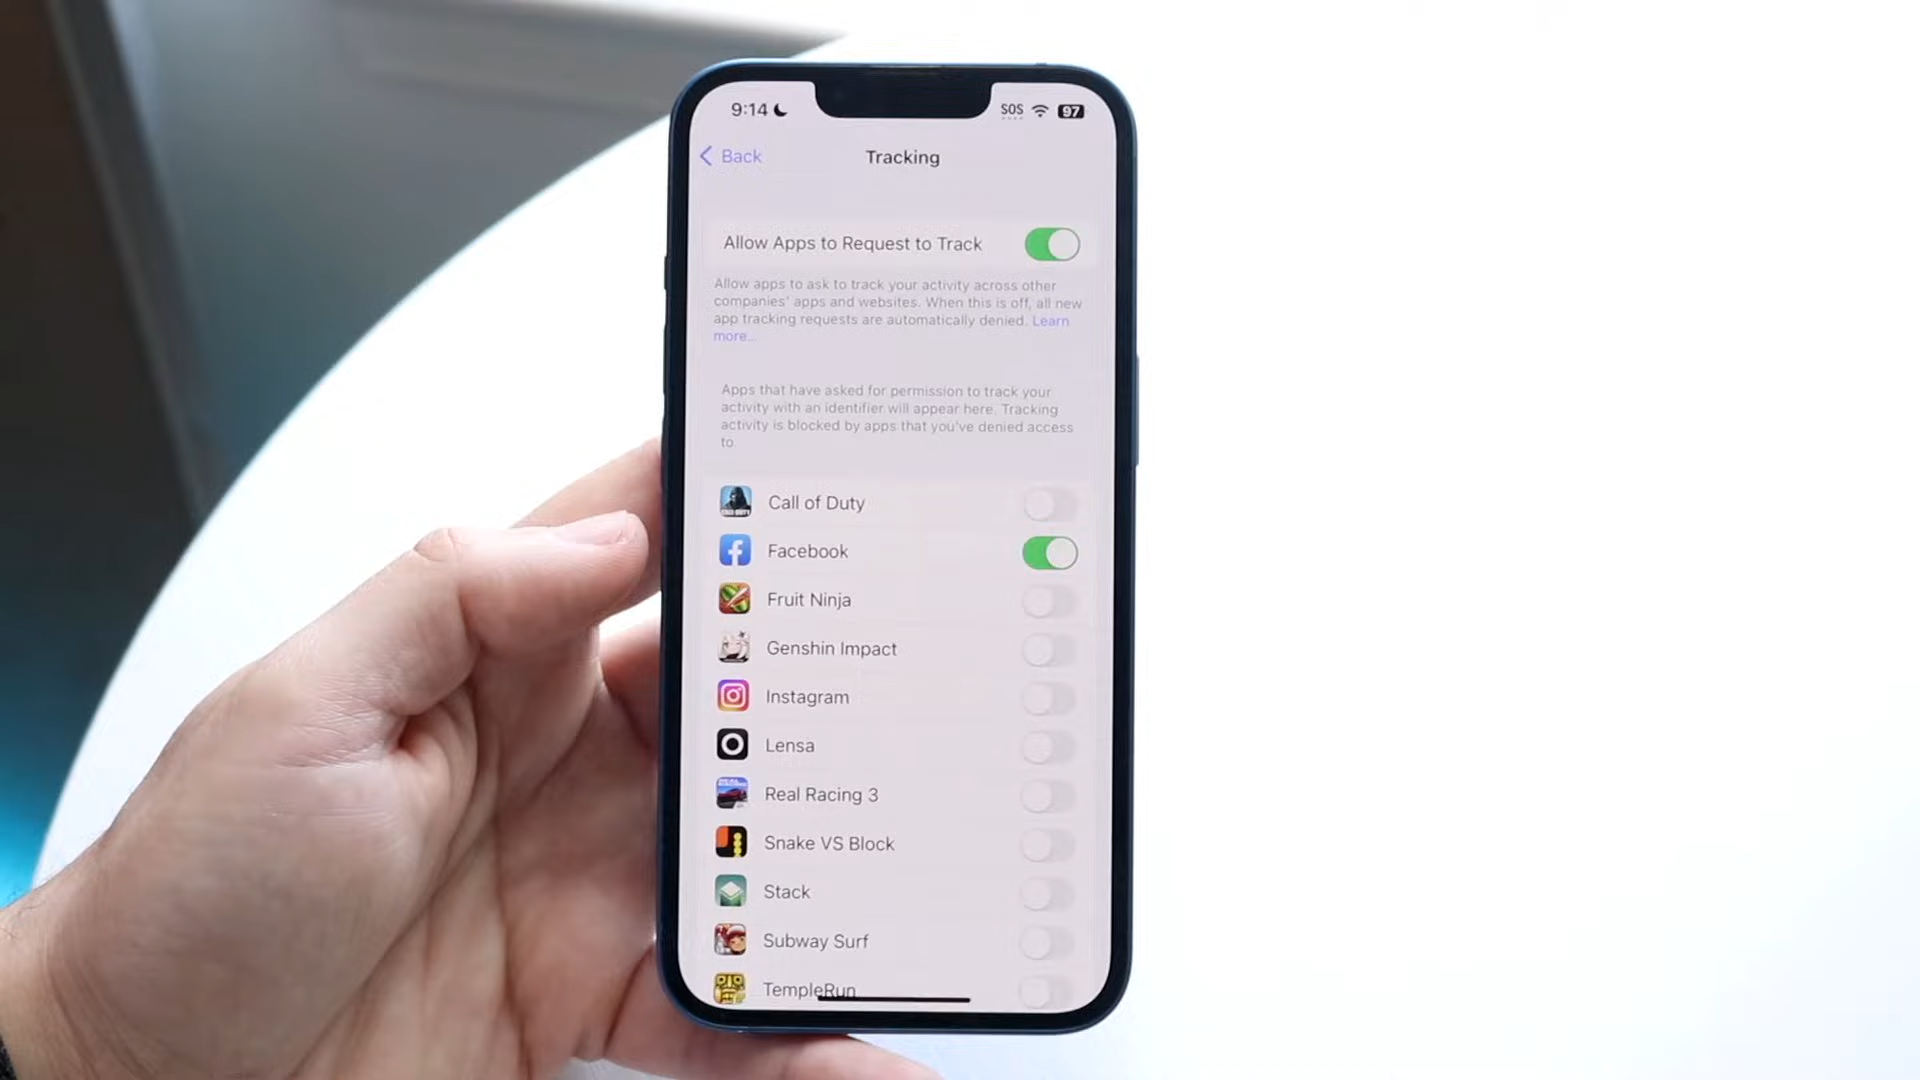 9:14 SOS 97
Back Tracking
Allow Apps to Request to Track
Allow apps to ask to track your activity across other
companies' apps and websites. When this is off, all new
app tracking requests are automatically denied. Learn
more...
Apps that have asked for permission to track your
activity with an identifier will appear here. Tracking
activity is blocked by apps that you've denied access
to.
Call of Duty
Facebook
Fruit Ninja
Genshin Impact
Instagram
Lensa
Real Racing 3
Snake VS Block
Stack
Subway Surf
TempleRun